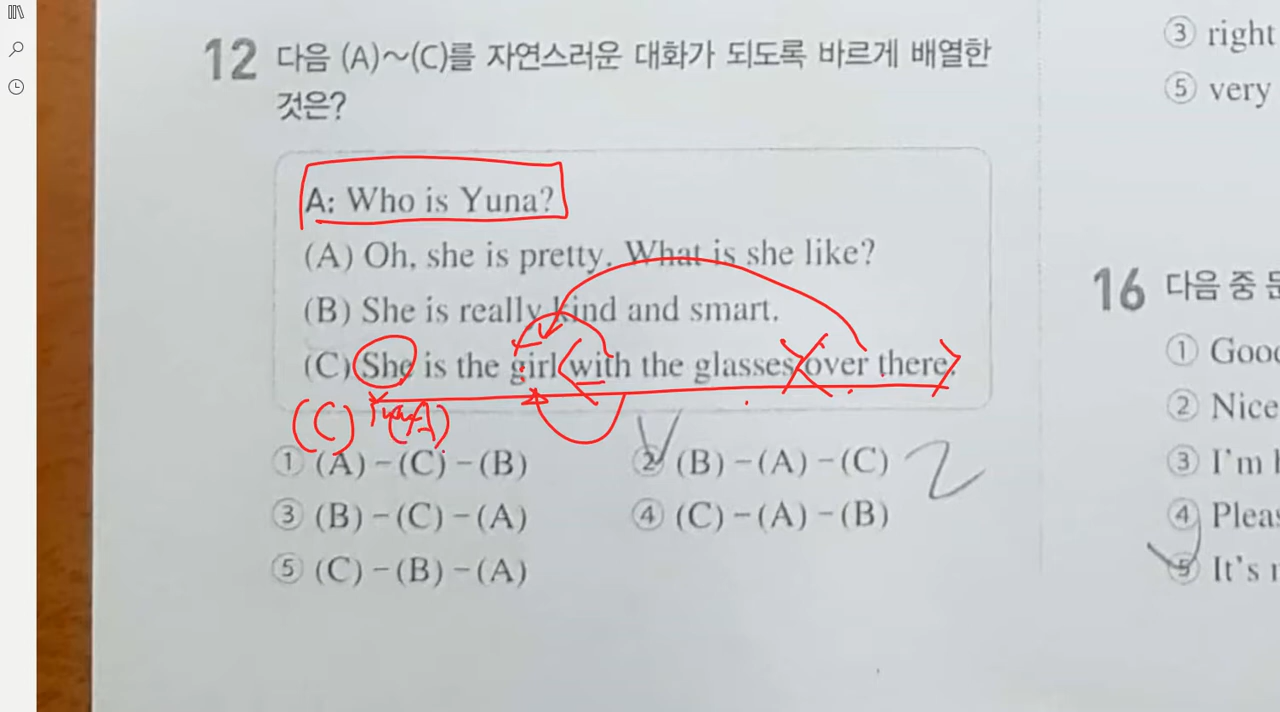 12 다음 (A)~(C)를 자연스러운 대화가 되도록 바르게 배열한
것은?
A: Who is Yuna?
(A) Oh, she is pretty. What is she like?
(B) She is really kind and smart.
(C) She is the girl with the glasses over there.
(C) (A)
① (A)-(C)-(B)
② (B)-(A)-(C) 2
③ (B)-(C)-(A)
④ (C)-(A)-(B)
⑤ (C)-(B)-(A)
③ right
⑤ very
16 다음 중
①
② Nice
③ I'm
④
⑤ It's